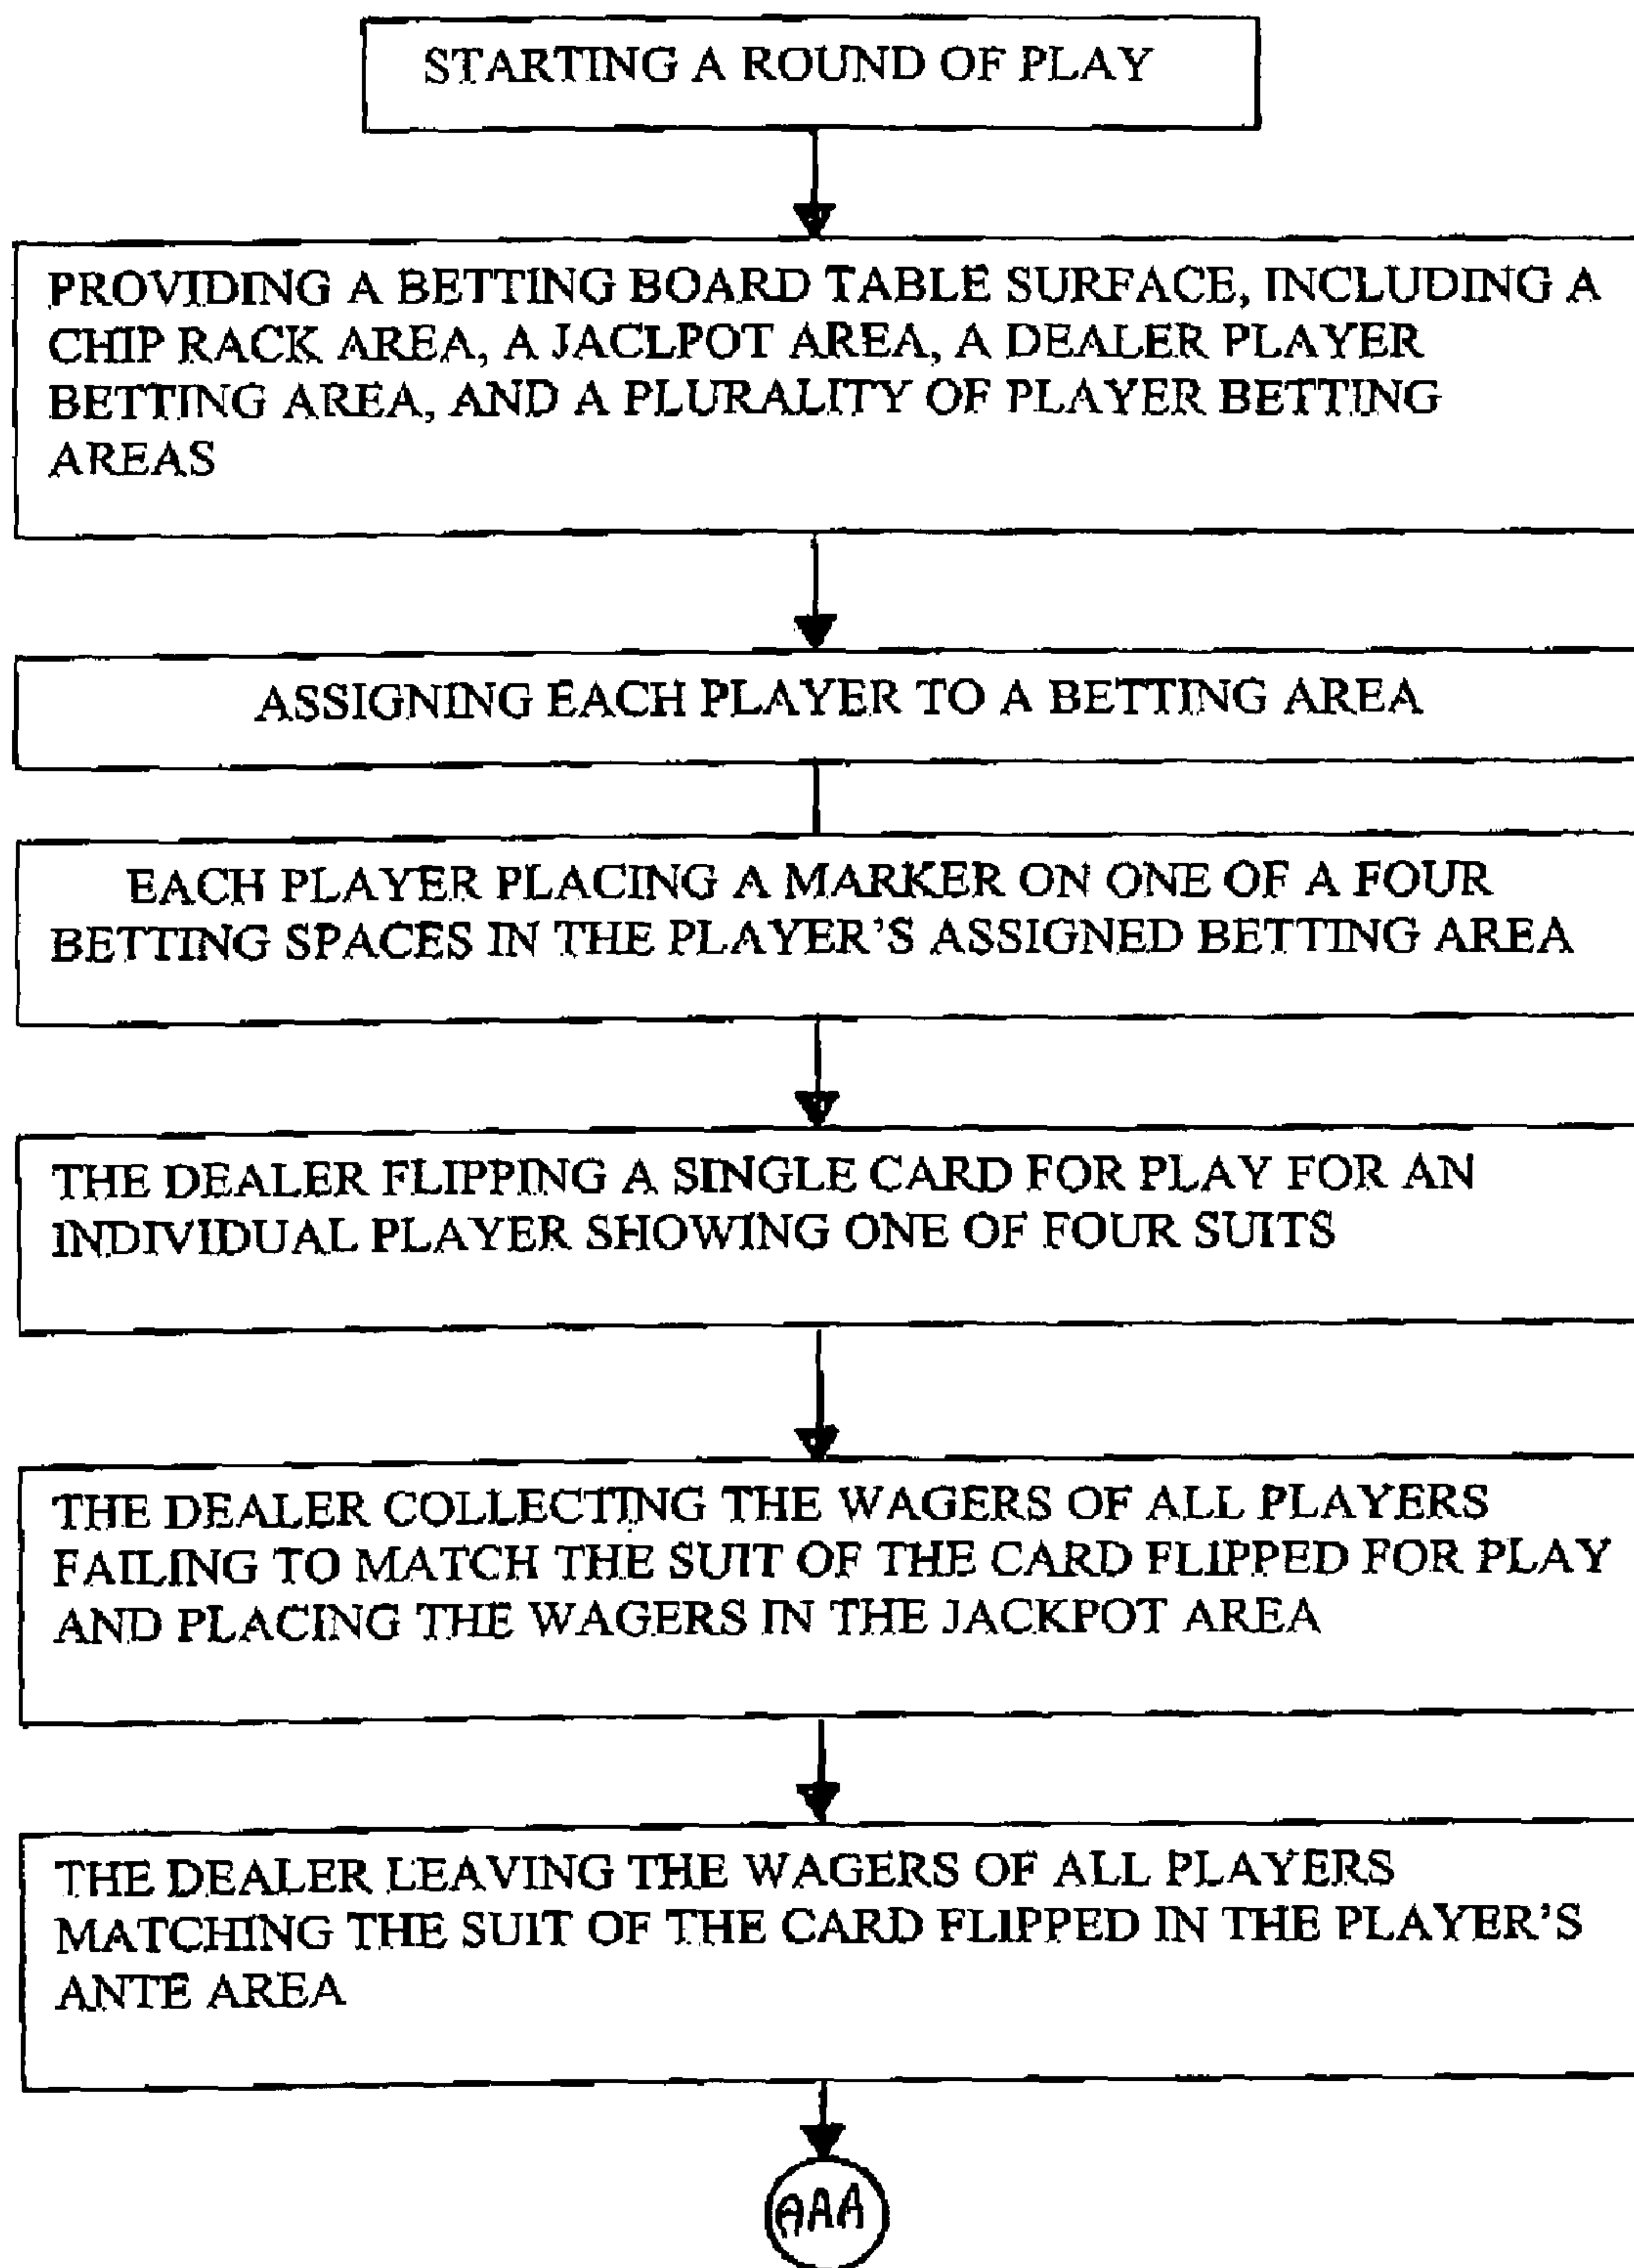 STARTING A ROUND OF PLAY
PROVIDING A BETTING BOARD TABLE SURFACE, INCLUDING A
CHIP RACK AREA, A JACLPOT AREA, A DEALER PLAYER
BETTING AREA, AND A PLURALITY OF PLAYER BETTING
AREAS
ASSIGNING EACH PLAYER TO A BETTING AREA
EACH PLAYER PLACING A MARKER ON ONE OF A FOUR
BETTING SPACES IN THE PLAYER'S ASSIGNED BETTING AREA
THE DEALER FLIPPING A SINGLE CARD FOR PLAY FOR AN
INDIVIDUAL PLAYER SHOWING ONE OF FOUR SUITS
THE DEALER COLLECTING THE WAGERS OF ALL PLAYERS
FAILING TO MATCH THE SUIT OF THE CARD FLIPPED FOR PLAY
AND PLACING THE WAGERS IN THE JACKPOT AREA
THE DEALER LEAVING THE WAGERS OF ALL PLAYERS
MATCHING THE SUIT OF THE CARD FLIPPED IN THE PLAYER'S
ANTE AREA
AAA